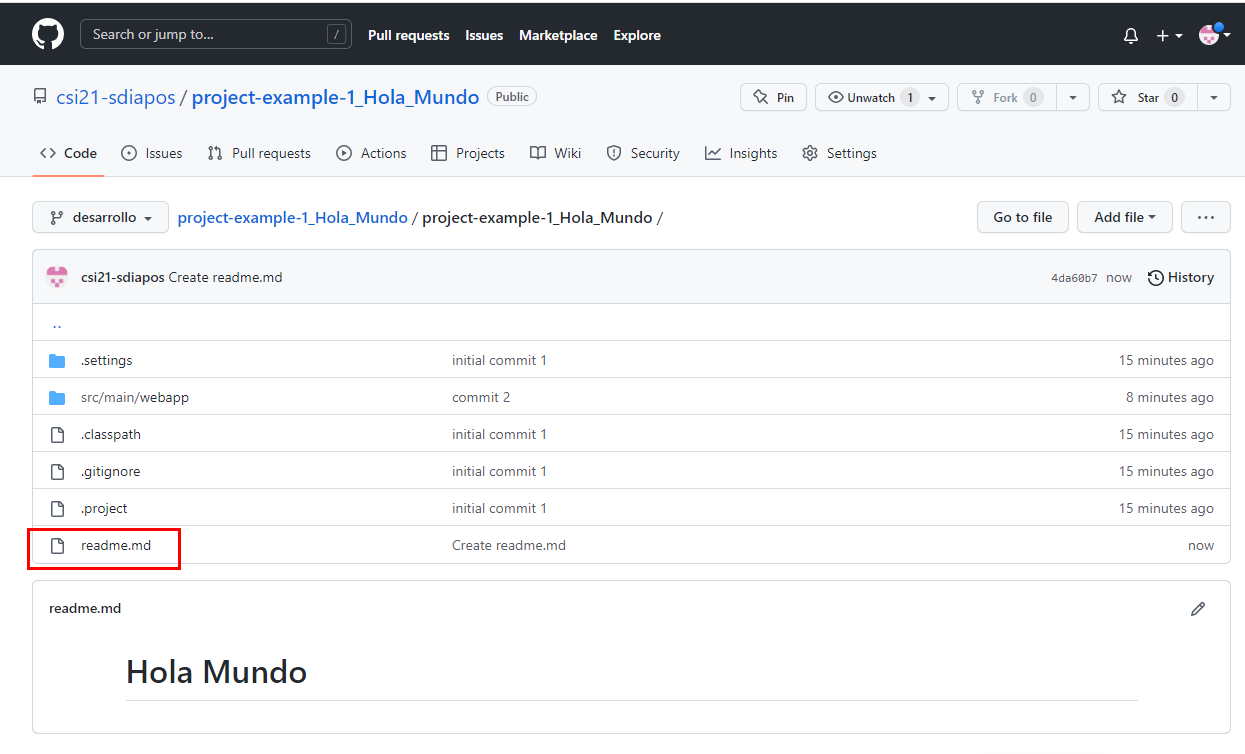 Search or jump to... / Pull requests Issues Marketplace Explore
csi21-sdiapos / project-example-1_Hola_Mundo Public Pin Unwatch 1 Fork 0 Star 0
Code Issues Pull requests Actions Projects Wiki Security Insights Settings
desarrollo project-example-1_Hola_Mundo / project-example-1_Hola_Mundo / Go to file Add file ...
csi21-sdiapos Create readme.md 4da60b7 now History
..
.settings initial commit 1 15 minutes ago
src/main/webapp commit 2 8 minutes ago
.classpath initial commit 1 15 minutes ago
.gitignore initial commit 1 15 minutes ago
.project initial commit 1 15 minutes ago
readme.md Create readme.md now
readme.md
Hola Mundo